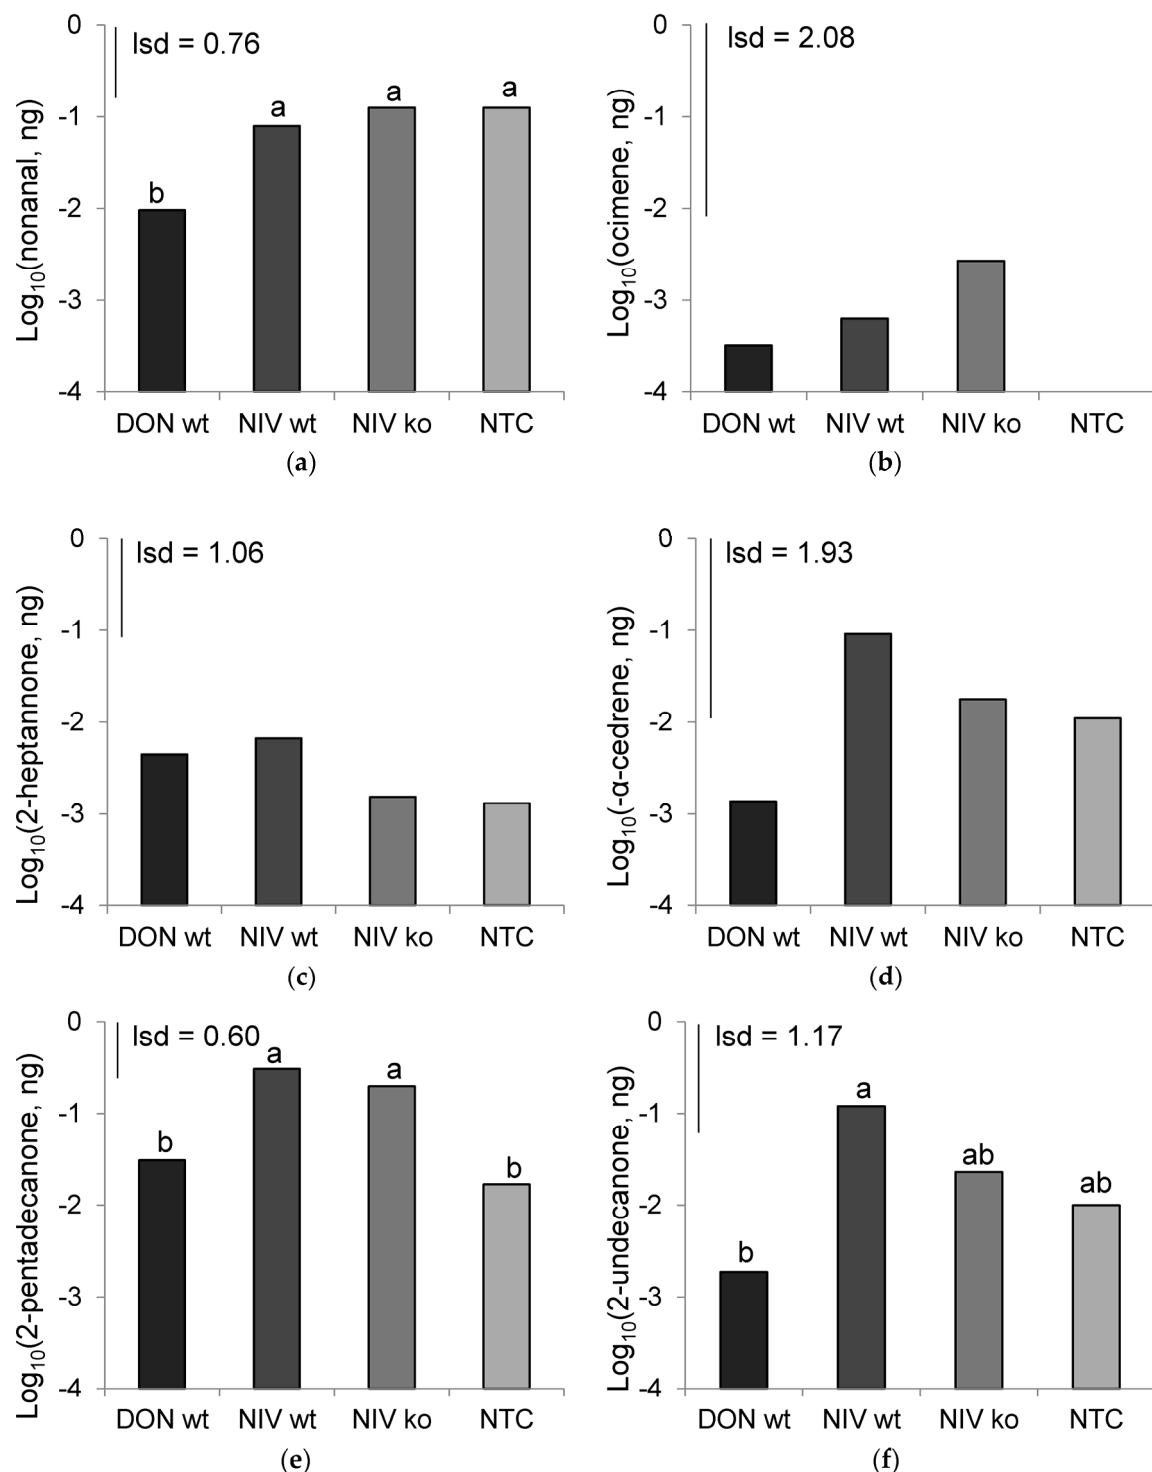 Log10(nonanal, ng)
0
-1
-2
-3
-4
lsd = 0.76
b
a
a
a
DON wt NIV wt NIV ko NTC
(a)
Log10(ocimene, ng)
0
-1
-2
-3
-4
lsd = 2.08
DON wt NIV wt NIV ko NTC
(b)
Log10(2-heptannone, ng)
0
-1
-2
-3
-4
lsd = 1.06
DON wt NIV wt NIV ko NTC
(c)
Log10(-α-cedrene, ng)
0
-1
-2
-3
-4
lsd = 1.93
DON wt NIV wt NIV ko NTC
(d)
Log10(2-pentadecanone, ng)
0
-1
-2
-3
-4
lsd = 0.60
b
a
a
b
DON wt NIV wt NIV ko NTC
(e)
Log10(2-undecanone, ng)
0
-1
-2
-3
-4
lsd = 1.17
b
a
ab
ab
DON wt NIV wt NIV ko NTC
(f)